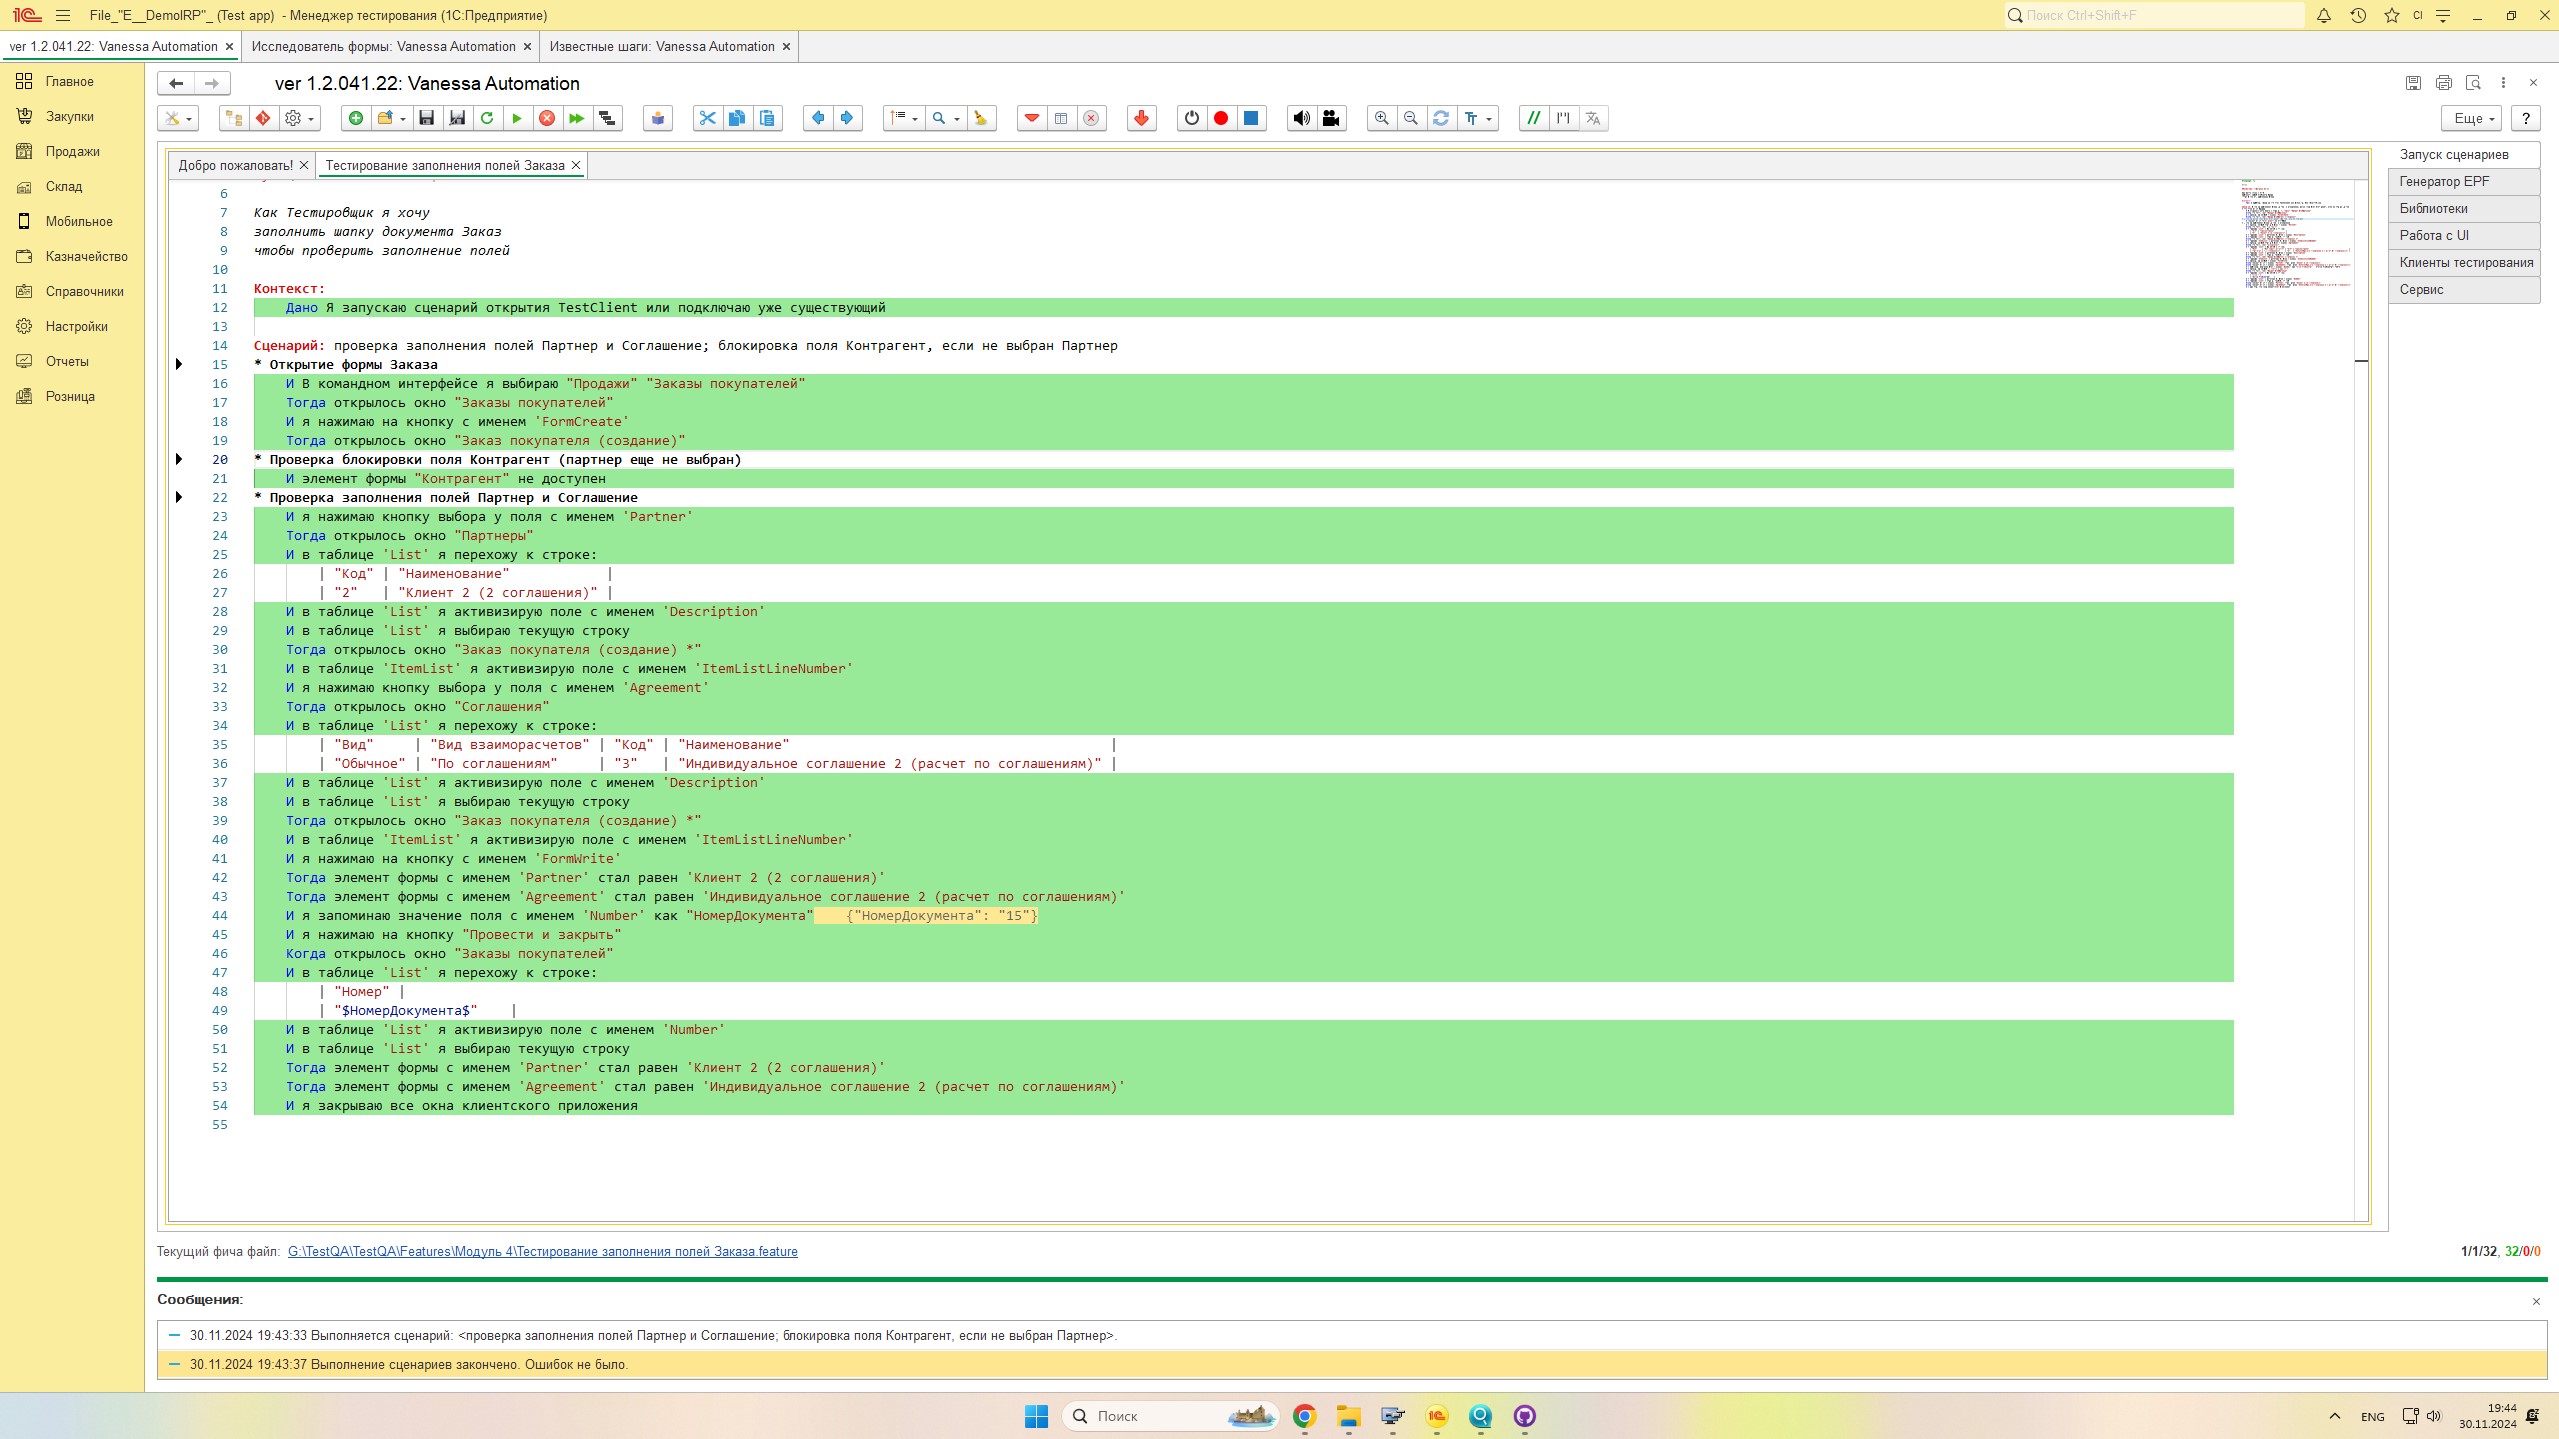 File_"E__DemoIRP"_ (Test app) - Менеджер тестирования (1С:Предприятие)
Поиск Ctrl+Shift+F
CI
ver 1.2.041.22: Vanessa Automation
Исследователь формы: Vanessa Automation
Известные шаги: Vanessa Automation
Главное
Закупки
Продажи
Склад
Мобильное
Казначейство
Справочники
Настройки
Отчеты
Розница
ver 1.2.041.22: Vanessa Automation
Еще
?
Добро пожаловать!
Тестирование заполнения полей Заказа
Запуск сценариев
Генератор EPF
Библиотеки
Работа с UI
Клиенты тестирования
Сервис
6
7 Как Тестировщик я хочу
8 заполнить шапку документа Заказ
9 чтобы проверить заполнение полей
10
11 Контекст:
12 Дано Я запускаю сценарий открытия TestClient или подключаю уже существующий
13
14 Сценарий: проверка заполнения полей Партнер и Соглашение; блокировка поля Контрагент, если не выбран Партнер
15 * Открытие формы Заказа
16 И В командном интерфейсе я выбираю "Продажи" "Заказы покупателей"
17 Тогда открылось окно "Заказы покупателей"
18 И я нажимаю на кнопку с именем 'FormCreate'
19 Тогда открылось окно "Заказ покупателя (создание)"
20 * Проверка блокировки поля Контрагент (партнер еще не выбран)
21 И элемент формы "Контрагент" не доступен
22 * Проверка заполнения полей Партнер и Соглашение
23 И я нажимаю кнопку выбора у поля с именем 'Partner'
24 Тогда открылось окно "Партнеры"
25 И в таблице 'List' я перехожу к строке:
26 | "Код" | "Наименование" |
27 | "2" | "Клиент 2 (2 соглашения)" |
28 И в таблице 'List' я активизирую поле с именем 'Description'
29 И в таблице 'List' я выбираю текущую строку
30 Тогда открылось окно "Заказ покупателя (создание) *"
31 И в таблице 'ItemList' я активизирую поле с именем 'ItemListLineNumber'
32 И я нажимаю кнопку выбора у поля с именем 'Agreement'
33 Тогда открылось окно "Соглашения"
34 И в таблице 'List' я перехожу к строке:
35 | "Вид" | "Вид взаиморасчетов" | "Код" | "Наименование" |
36 | "Обычное" | "По соглашениям" | "3" | "Индивидуальное соглашение 2 (расчет по соглашениям)" |
37 И в таблице 'List' я активизирую поле с именем 'Description'
38 И в таблице 'List' я выбираю текущую строку
39 Тогда открылось окно "Заказ покупателя (создание) *"
40 И в таблице 'ItemList' я активизирую поле с именем 'ItemListLineNumber'
41 И я нажимаю на кнопку с именем 'FormWrite'
42 Тогда элемент формы с именем 'Partner' стал равен 'Клиент 2 (2 соглашения)'
43 Тогда элемент формы с именем 'Agreement' стал равен 'Индивидуальное соглашение 2 (расчет по соглашениям)'
44 И я запоминаю значение поля с именем 'Number' как "НомерДокумента" {"НомерДокумента": "15"}
45 И я нажимаю на кнопку "Провести и закрыть"
46 Когда открылось окно "Заказы покупателей"
47 И в таблице 'List' я перехожу к строке:
48 | "Номер" |
49 | "$НомерДокумента$" |
50 И в таблице 'List' я активизирую поле с именем 'Number'
51 И в таблице 'List' я выбираю текущую строку
52 Тогда элемент формы с именем 'Partner' стал равен 'Клиент 2 (2 соглашения)'
53 Тогда элемент формы с именем 'Agreement' стал равен 'Индивидуальное соглашение 2 (расчет по соглашениям)'
54 И я закрываю все окна клиентского приложения
55
Текущий фича файл: G:\TestQA\TestQA\Features\Модуль 4\Тестирование заполнения полей Заказа.feature
1/1/32, 32/0/0
Сообщения:
30.11.2024 19:43:33 Выполняется сценарий: <проверка заполнения полей Партнер и Соглашение; блокировка поля Контрагент, если не выбран Партнер>.
30.11.2024 19:43:37 Выполнение сценариев закончено. Ошибок не было.
Поиск
ENG
19:44
30.11.2024